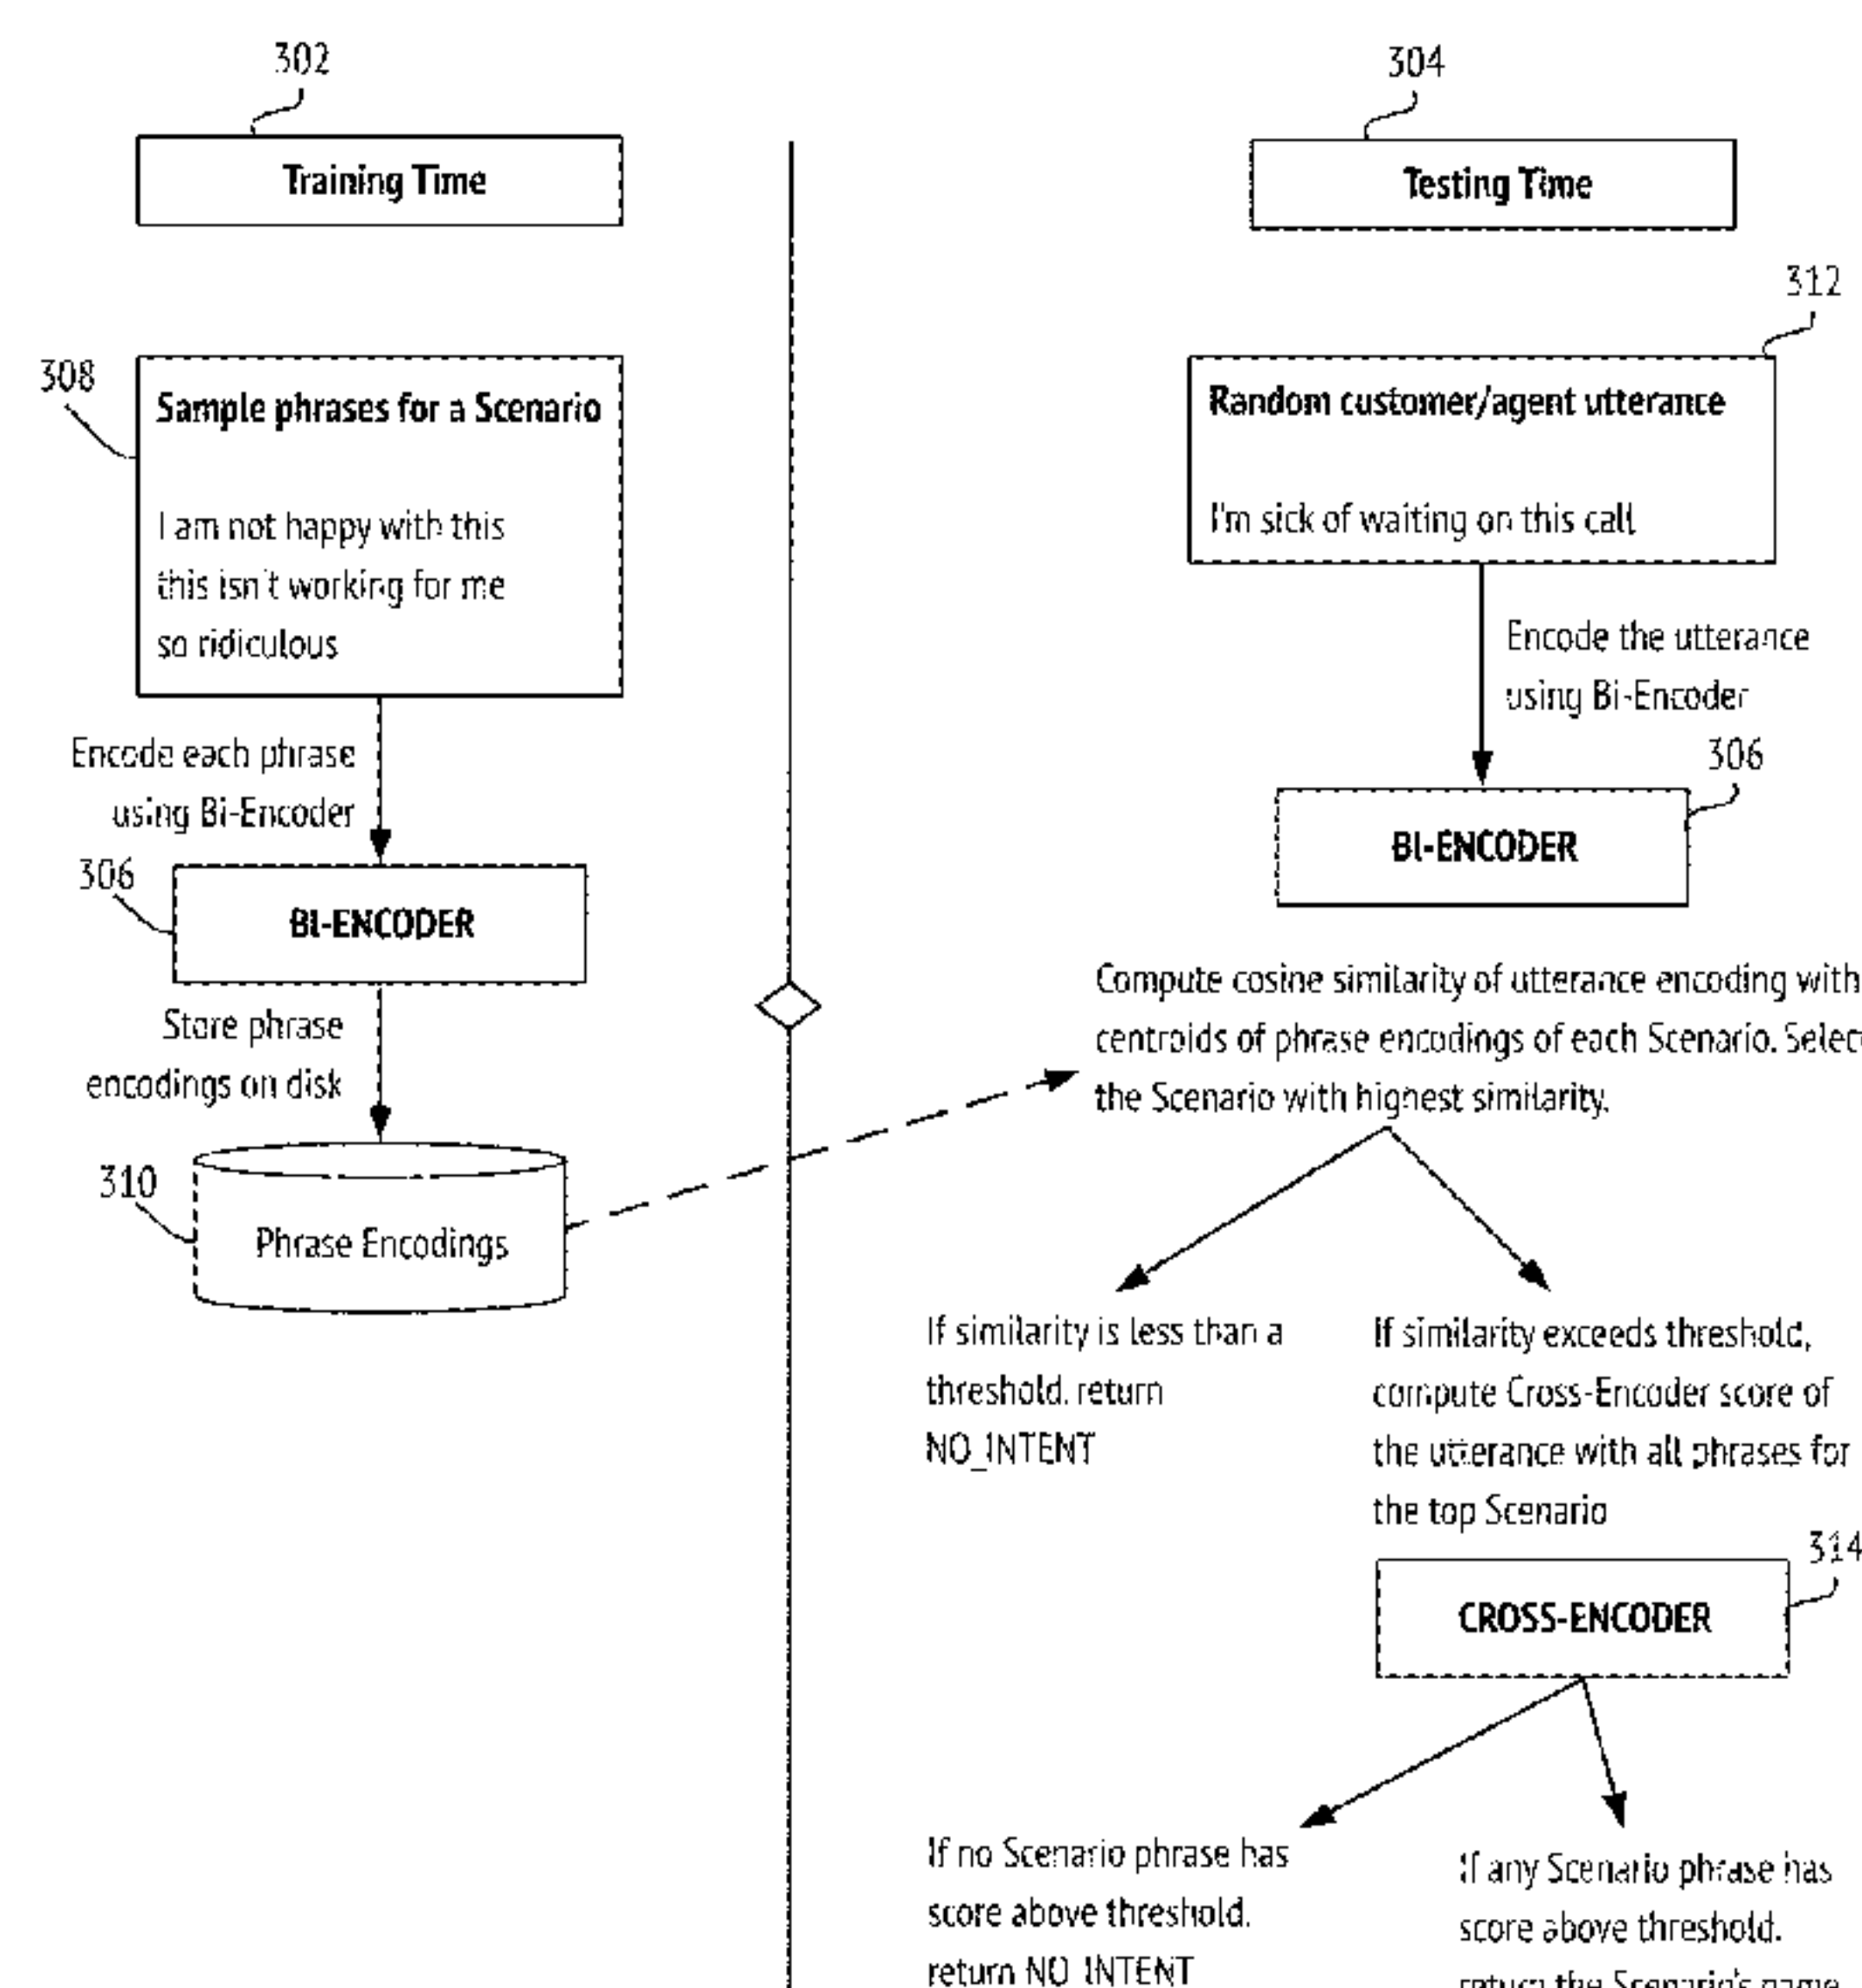 302
Training Time
308
Sample phrases for a Scenario
I am not happy with this
this isn't working for me
so ridiculous
Encode each phrase
using Bi-Encoder
306
BI-ENCODER
Store phrase
encodings on disk
310
Phrase Encodings
304
Testing Time
312
Random customer/agent utterance
I'm sick of waiting on this call
Encode the utterance
using Bi-Encoder
306
BI-ENCODER
Compute cosine similarity of utterance encoding with
centroids of phrase encodings of each Scenario. Selec
the Scenario with highest similarity.
If similarity is less than a
threshold, return
NO_INTENT
If similarity exceeds threshold,
compute Cross-Encoder score of
the utterance with all phrases for
the top Scenario
314
CROSS-ENCODER
If no Scenario phrase has
score above threshold,
return NO_INTENT
If any Scenario phrase has
score above threshold,
return the Scenario's name